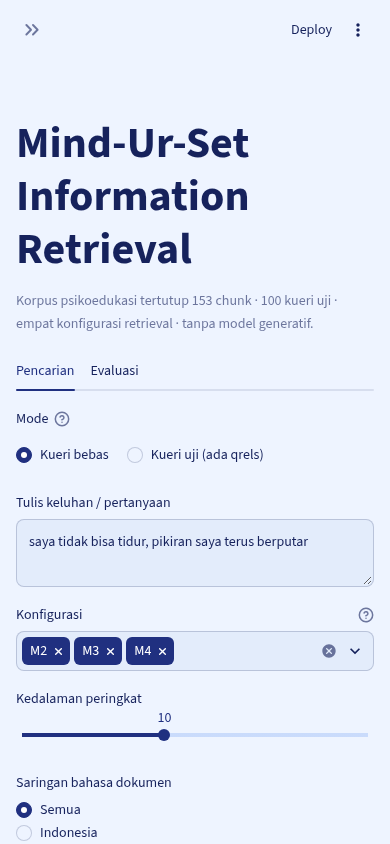 Deploy
Mind-Ur-Set
Information
Retrieval
Korpus psikoedukasi tertutup 153 chunk · 100 kueri uji ·
empat konfigurasi retrieval · tanpa model generatif.
Pencarian Evaluasi
Mode
Kueri bebas Kueri uji (ada qrels)
Tulis keluhan / pertanyaan
saya tidak bisa tidur, pikiran saya terus berputar
Konfigurasi
M2 M3 M4
Kedalaman peringkat
10
Saringan bahasa dokumen
Semua
Indonesia